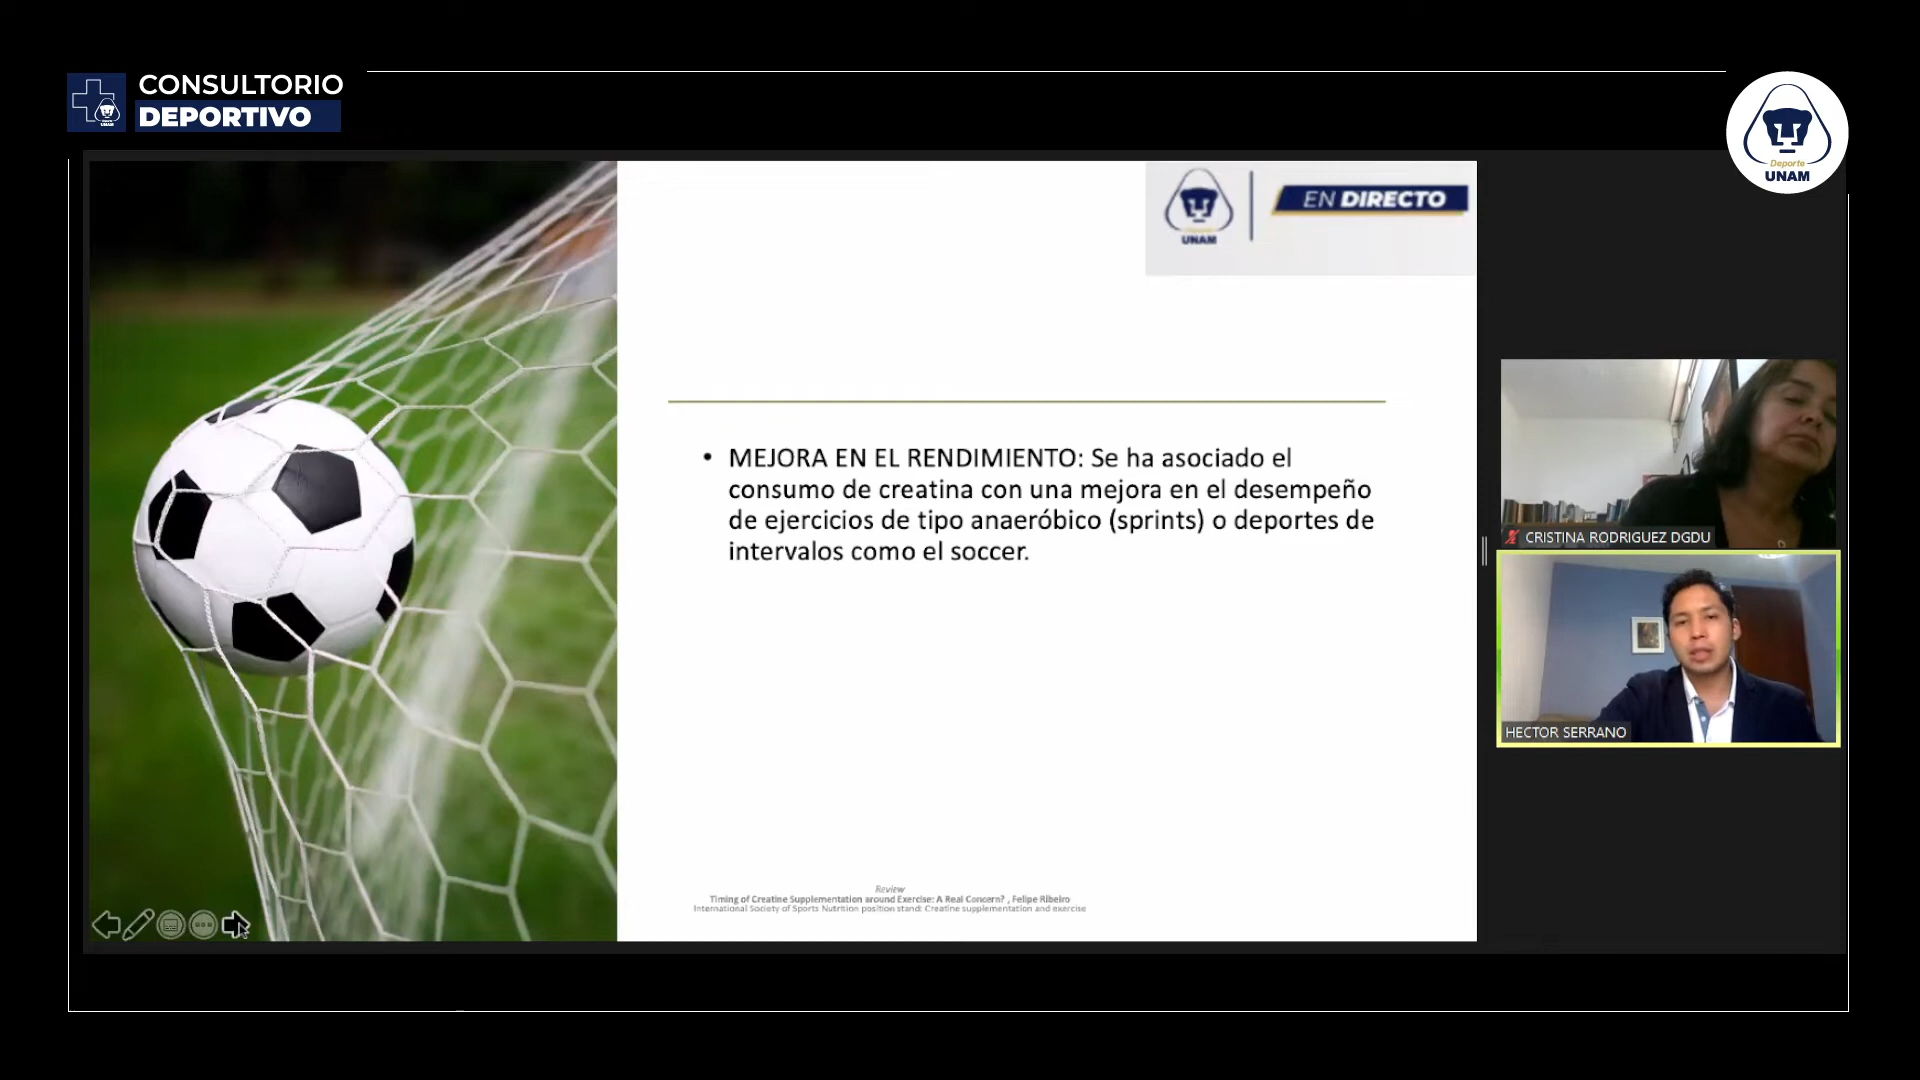 CONSULTORIO
DEPORTIVO
Deporte
UNAM
UNAM
EN DIRECTO
• MEJORA EN EL RENDIMIENTO: Se ha asociado el
consumo de creatina con una mejora en el desempeño
de ejercicios de tipo anaeróbico (sprints) o deportes de
intervalos como el soccer.
CRISTINA RODRIGUEZ DGDU
HECTOR SERRANO
Review
Timing of Creatine Supplementation around Exercise: A Real Concern? , Felipe Ribeiro
International Society of Sports Nutrition position stand: Creatine supplementation and exercise